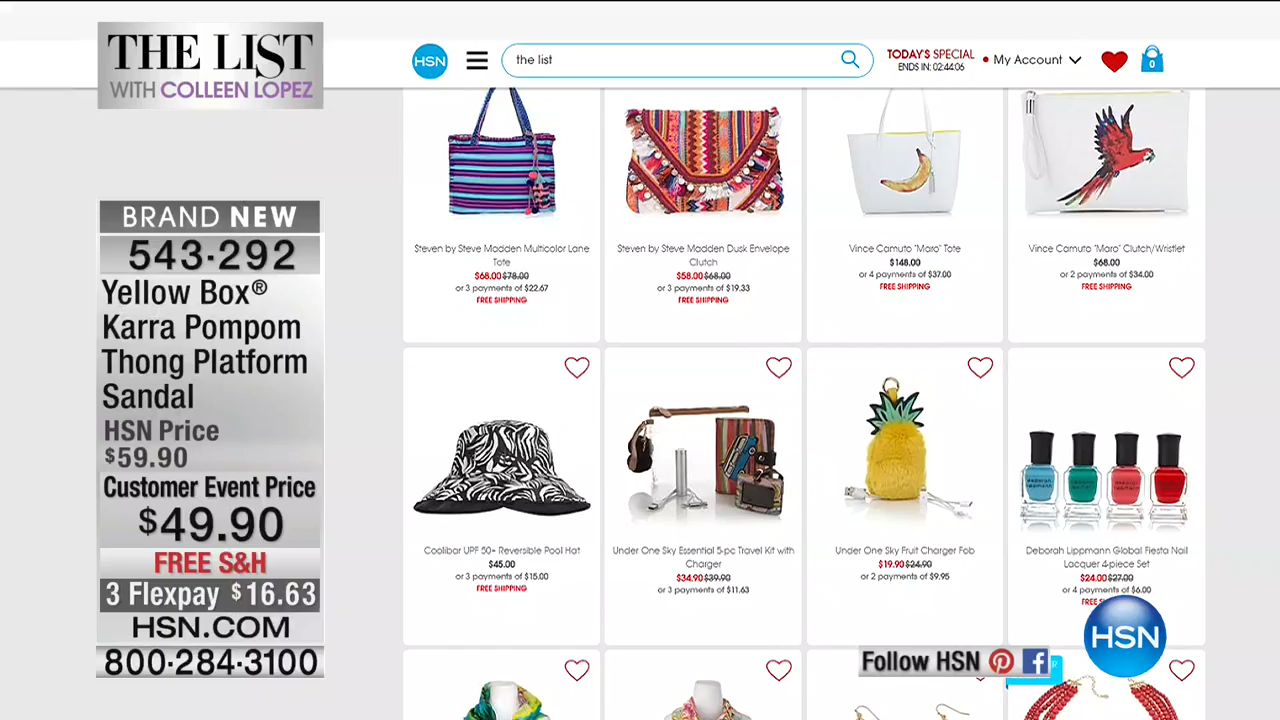 THE LIST
WITH COLLEEN LOPEZ
HSN
the list
TODAY'S SPECIAL
ENDS IN: 02:44:06
My Account
0
BRAND NEW
543·292
Yellow Box®
Karra Pompom
Thong Platform
Sandal
HSN Price
$59.90
Customer Event Price
$49.90
FREE S&H
3 Flexpay $16.63
HSN.COM
800·284·3100
Steven by Steve Madden Multicolor Lane
Tote
$68.00 $78.00
or 3 payments of $22.67
FREE SHIPPING
Steven by Steve Madden Dusk Envelope
Clutch
$58.00 $68.00
or 3 payments of $19.33
FREE SHIPPING
Vince Camuto "Maro" Tote
$148.00
or 4 payments of $37.00
FREE SHIPPING
Vince Camuto "Maro" Clutch/Wristlet
$68.00
or 2 payments of $34.00
FREE SHIPPING
Coolibar UPF 50+ Reversible Pool Hat
$45.00
or 3 payments of $15.00
FREE SHIPPING
Under One Sky Essential 5-pc Travel Kit with
Charger
$34.90 $39.90
or 3 payments of $11.63
Under One Sky Fruit Charger Fob
$19.90 $24.90
or 2 payments of $9.95
Deborah Lippmann Global Fiesta Nail
Lacquer 4-piece Set
$24.00 $27.00
or 4 payments of $6.00
HSN
Follow HSN